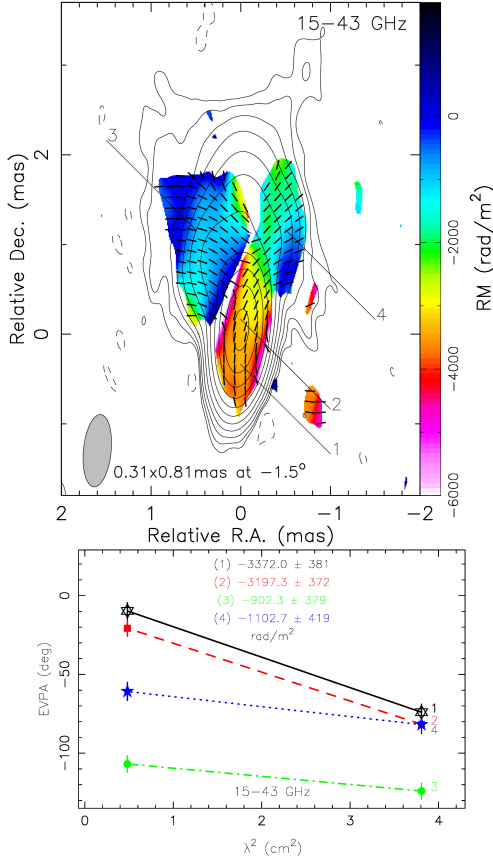 15-43 GHz
3
4
2
1
0.31x0.81mas at -1.5°
Relative Dec. (mas)
2
0
2 1 0 -1 -2
Relative R.A. (mas)
0
-2000
-4000
-6000
RM (rad/m²)
(1) -3372.0 ± 381
(2) -3197.3 ± 372
(3) -902.3 ± 379
(4) -1102.7 ± 419
rad/m²
EVPA (deg)
0
-50
-100
1
2
4
3
15-43 GHz
0 1 2 3 4
λ² (cm²)